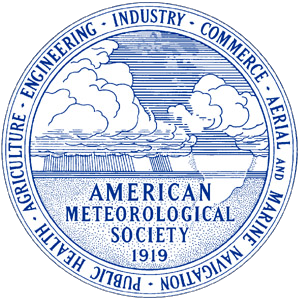 · AGRICULTURE · ENGINEERING · INDUSTRY · COMMERCE · AERIAL AND MARINE NAVIGATION · PUBLIC HEALTH
AMERICAN
METEOROLOGICAL
SOCIETY
1919